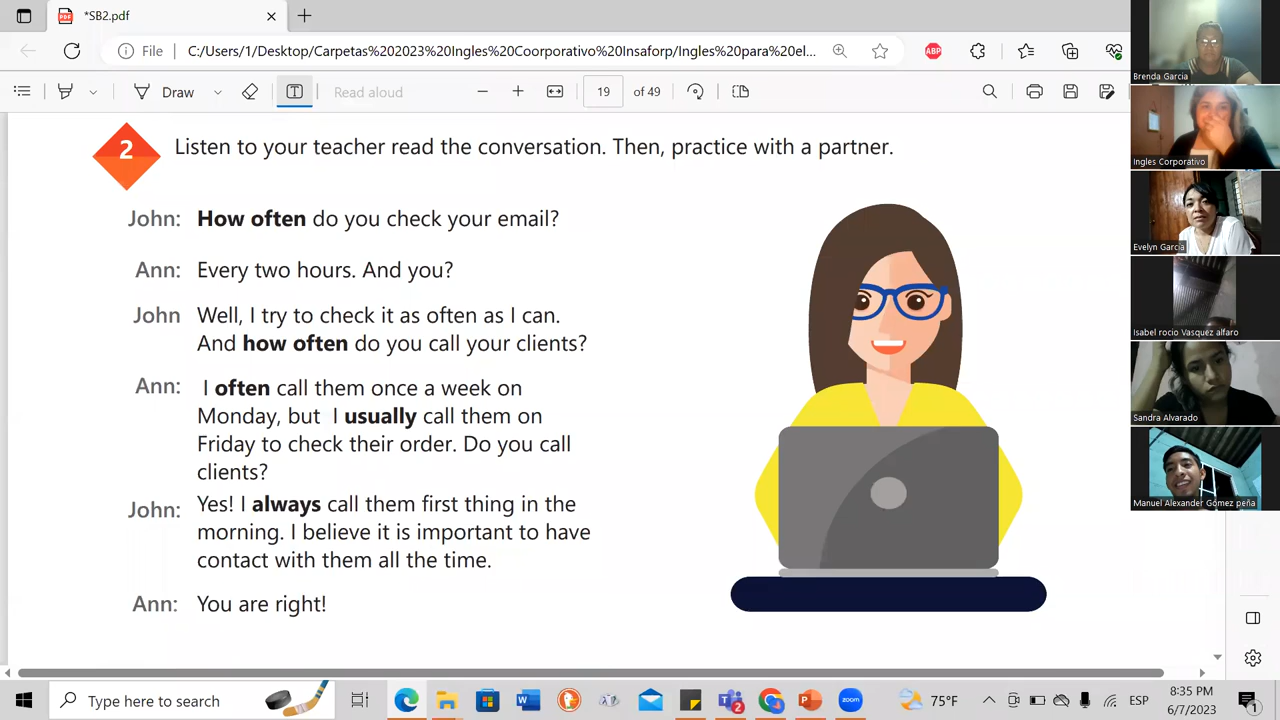 *SB2.pdf
File
C:/Users/1/Desktop/Carpetas%202023%20Ingles%20Coorporativo%20Insaforp/Ingles%20para%20el...
ABP
Draw
Read aloud
19
of 49
2
Listen to your teacher read the conversation. Then, practice with a partner.
John: How often do you check your email?
Ann: Every two hours. And you?
John Well, I try to check it as often as I can.
And how often do you call your clients?
Ann: I often call them once a week on
Monday, but I usually call them on
Friday to check their order. Do you call
clients?
John: Yes! I always call them first thing in the
morning. I believe it is important to have
contact with them all the time.
Ann: You are right!
Brenda Garcia
Ingles Corporativo
Evelyn Garcia
Isabel rocio Vasquez alfaro
Sandra Alvarado
Manuel Alexander Gómez peña
Type here to search
zoom
75°F
ESP
8:35 PM
6/7/2023